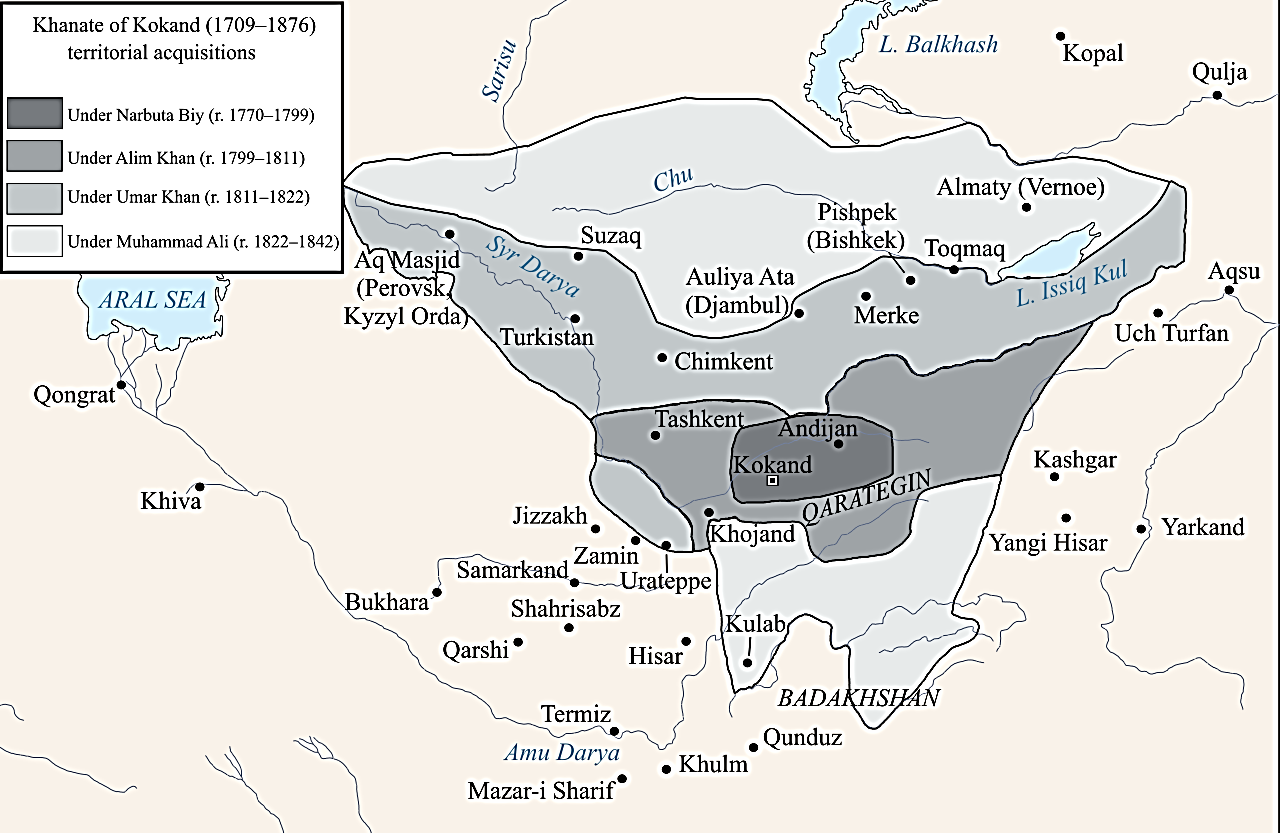 Khanate of Kokand (1709–1876)
territorial acquisitions
Under Narbuta Biy (r. 1770–1799)
Under Alim Khan (r. 1799–1811)
Under Umar Khan (r. 1811–1822)
Under Muhammad Ali (r. 1822–1842)
Sarisu
L. Balkhash
Kopal
Qulja
Chu
Almaty (Vernoe)
Pishpek
(Bishkek)
Toqmaq
Suzaq
Syr Darya
Aq Masjid
(Perovsk,
Kyzyl Orda)
Auliya Ata
(Djambul)
Merke
L. Issiq Kul
Aqsu
Uch Turfan
ARAL SEA
Turkistan
Chimkent
Qongrat
Tashkent
Andijan
Kokand
QARATEGIN
Kashgar
Khiva
Jizzakh
Khojand
Yangi Hisar
Yarkand
Zamin
Samarkand
Urateppe
Bukhara
Shahrisabz
Kulab
Qarshi
Hisar
BADAKHSHAN
Termiz
Qunduz
Amu Darya
Khulm
Mazar-i Sharif